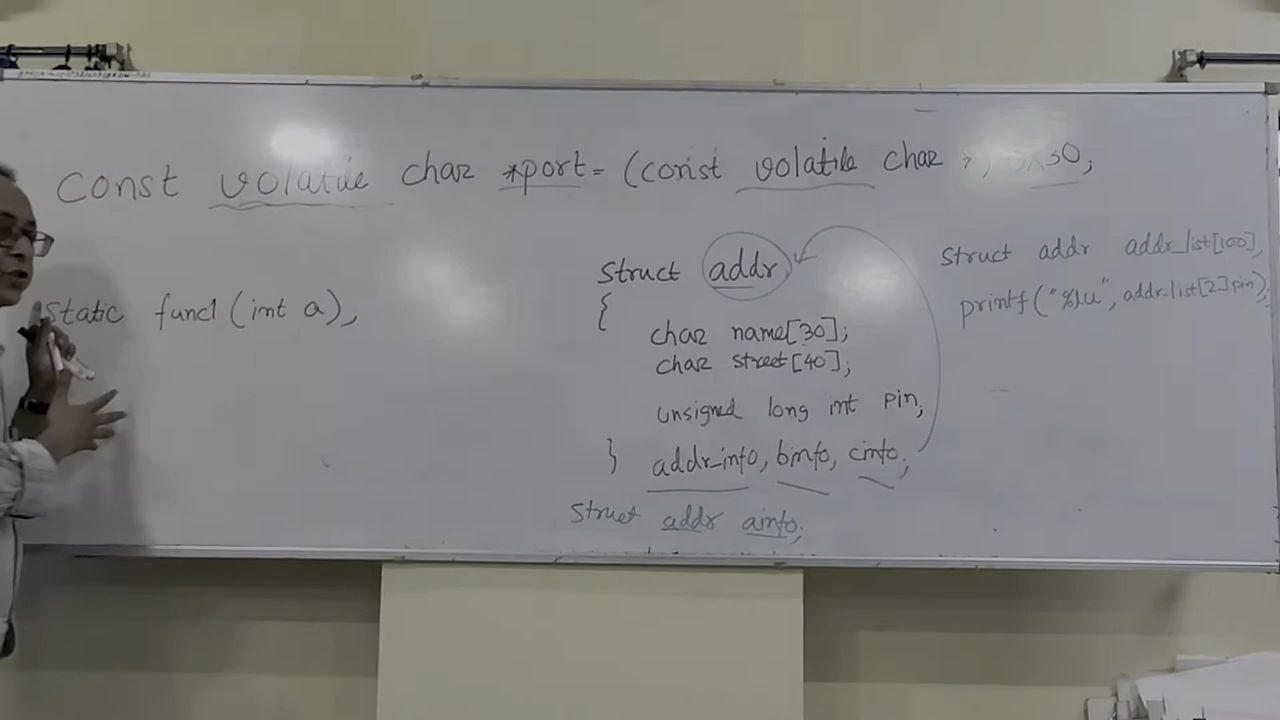 const volatile char *port = (const volatile char *) 0x30;
static func1 (int a),
struct addr
{
char name[30];
char street[40];
unsigned long int pin;
} addr_info, binfo, cinfo;
struct addr ainfo;
struct addr addr_list[100],
printf("%lu", addr_list[2]pin);